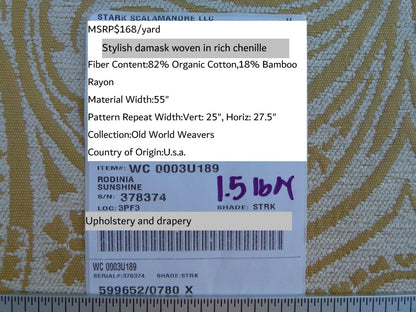 STARK SCALAMANDRE LLC
MSRP$168/yard
Stylish damask woven in rich chenille
Fiber Content:82% Organic Cotton,18% Bamboo
Rayon
Material Width:55"
Pattern Repeat Width:Vert: 25", Horiz: 27.5"
Collection:Old World Weavers
Country of Origin:U.s.a.
ITEM#: WC 0003U189
RODINIA
SUNSHINE
S/N: 378374
1.5 lb/Y
LOC: 3PF3
SHADE: STRK
Upholstery and drapery
WC 0003U189
SERIAL#:378374 SHADE:STRK
599652/0780 X